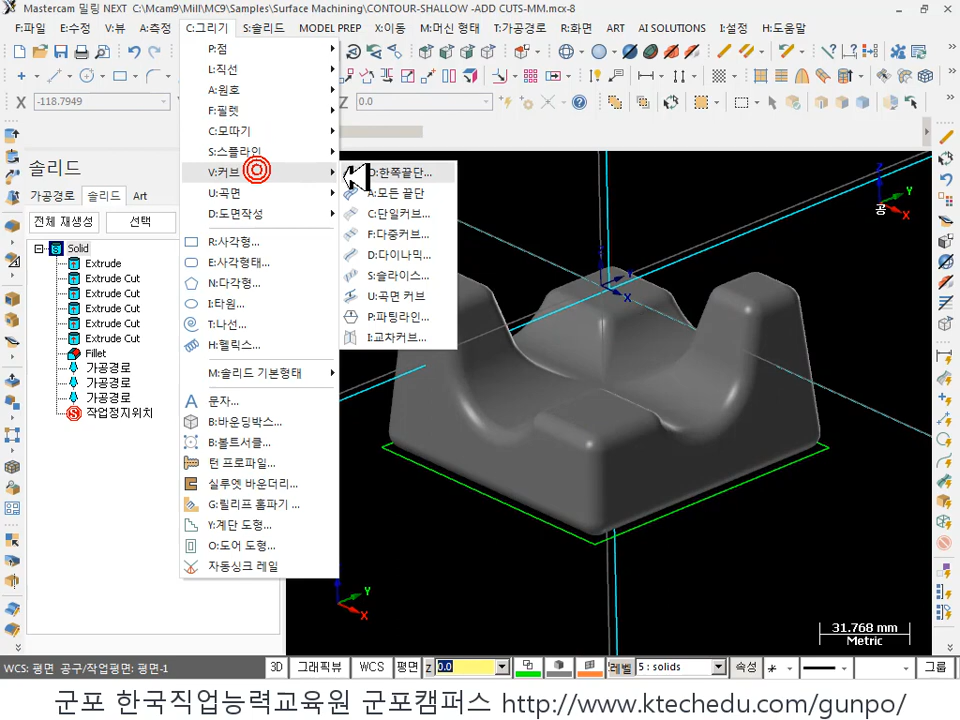 Mastercam 밀링 NEXT C:\Mcam9\Mill\MC9\Samples\Surface Machining\CONTOUR-SHALLOW -ADD CUTS-MM.mcx-8
F:파일 E:편집 V:뷰 A:측정 C:그리기 S:솔리드 MODEL PREP X:이동 M:머신 형태 T:가공경로 R:화면 ART AI SOLUTIONS I:설정 H:도움말
X -118.7949 Z 0.0
P:점
L:직선
A:원호
F:필렛
C:모따기
S:스플라인
V:커브
U:곡면
D:도면작성
R:사각형...
E:사각형태...
N:다각형...
I:타원...
T:나선...
H:헬릭스...
M:솔리드 기본형태
문자...
B:바운딩박스...
B:볼트서클...
턴 프로파일...
실루엣 바운더리...
G:릴리프 홈파기 ...
Y:계단 도형...
O:도어 도형...
자동싱크 레일
O:한쪽끝단...
A:모든 끝단
C:단일커브...
F:다중커브...
D:다이나믹...
S:슬라이스...
U:곡면 커브
P:파팅라인...
I:교차커브...
솔리드
가공경로 솔리드 Art
전체 재생성 선택
Solid
Extrude
Extrude Cut
Extrude Cut
Extrude Cut
Extrude Cut
Extrude Cut
Fillet
가공경로
가공경로
가공경로
작업정지위치
Z
Y
X
공
Y
X
Y
X
31.768 mm
Metric
WCS: 평면 공구/작업평면: 평면-1
3D 그래픽뷰 WCS 평면 Z 0.0 레벨 5 : solids 속성 그룹
군포 한국직업능력교육원 군포캠퍼스 http://www.ktechedu.com/gunpo/